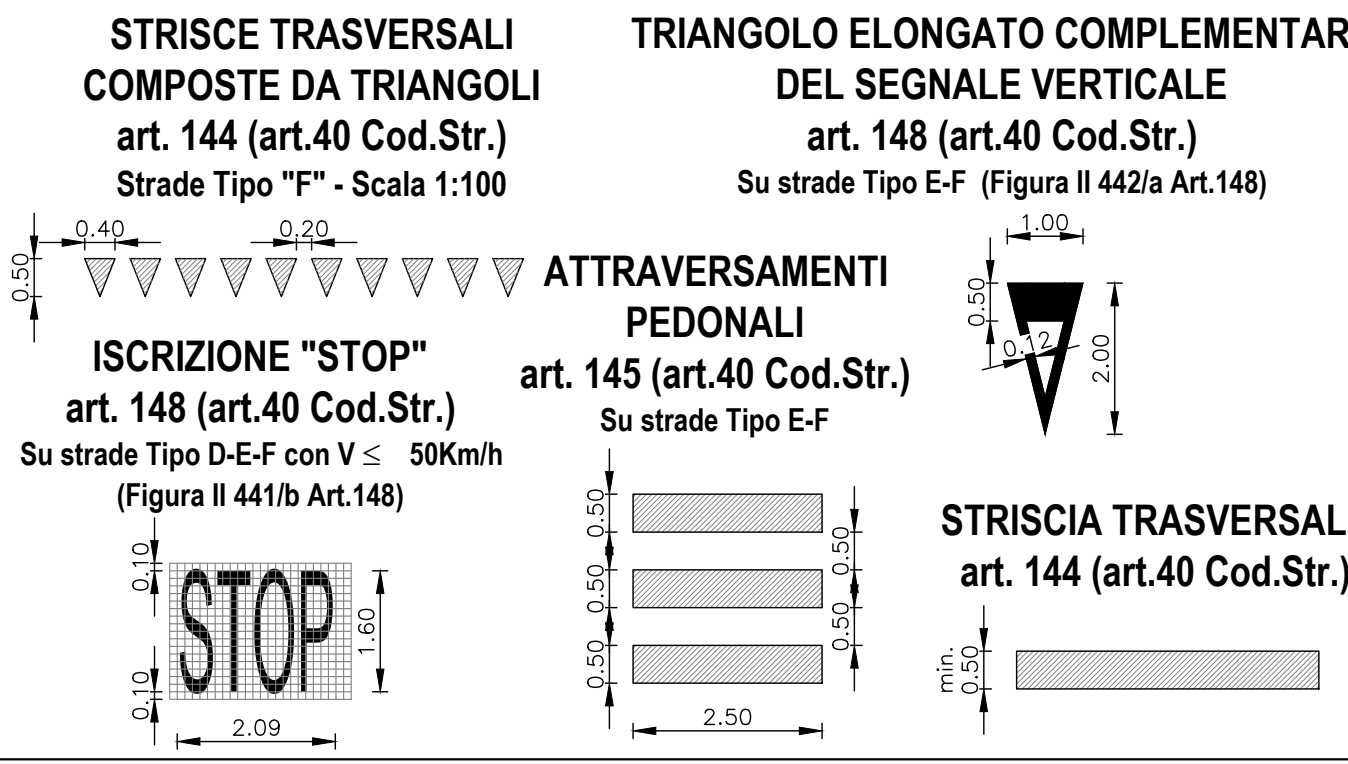 STRISCE TRASVERSALI
COMPOSTE DA TRIANGOLI
art. 144 (art.40 Cod.Str.)
Strade Tipo "F" - Scala 1:100
0.40
0.20
0.50
TRIANGOLO ELONGATO COMPLEMENTAR
DEL SEGNALE VERTICALE
art. 148 (art.40 Cod.Str.)
Su strade Tipo E-F (Figura II 442/a Art.148)
1.00
0.50
0.12
2.00
ISCRIZIONE "STOP"
art. 148 (art.40 Cod.Str.)
Su strade Tipo D-E-F con V ≤ 50Km/h
(Figura II 441/b Art.148)
0.10
STOP
1.60
0.10
2.09
ATTRAVERSAMENTI
PEDONALI
art. 145 (art.40 Cod.Str.)
Su strade Tipo E-F
0.50
0.50
0.50
0.50
0.50
2.50
STRISCIA TRASVERSAL
art. 144 (art.40 Cod.Str.)
min.
0.50